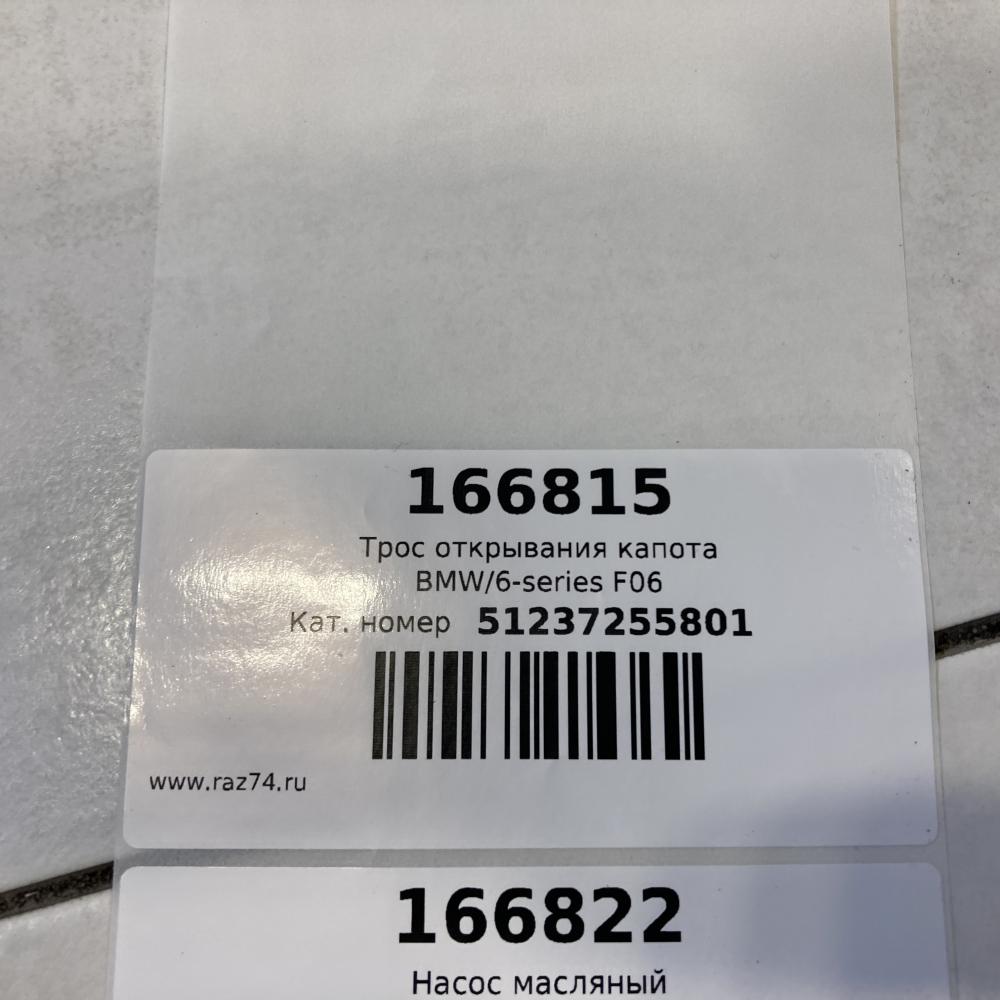 166815
Трос открывания капота
BMW/6-series F06
Кат. номер 51237255801
www.raz74.ru
166822
Насос масляный